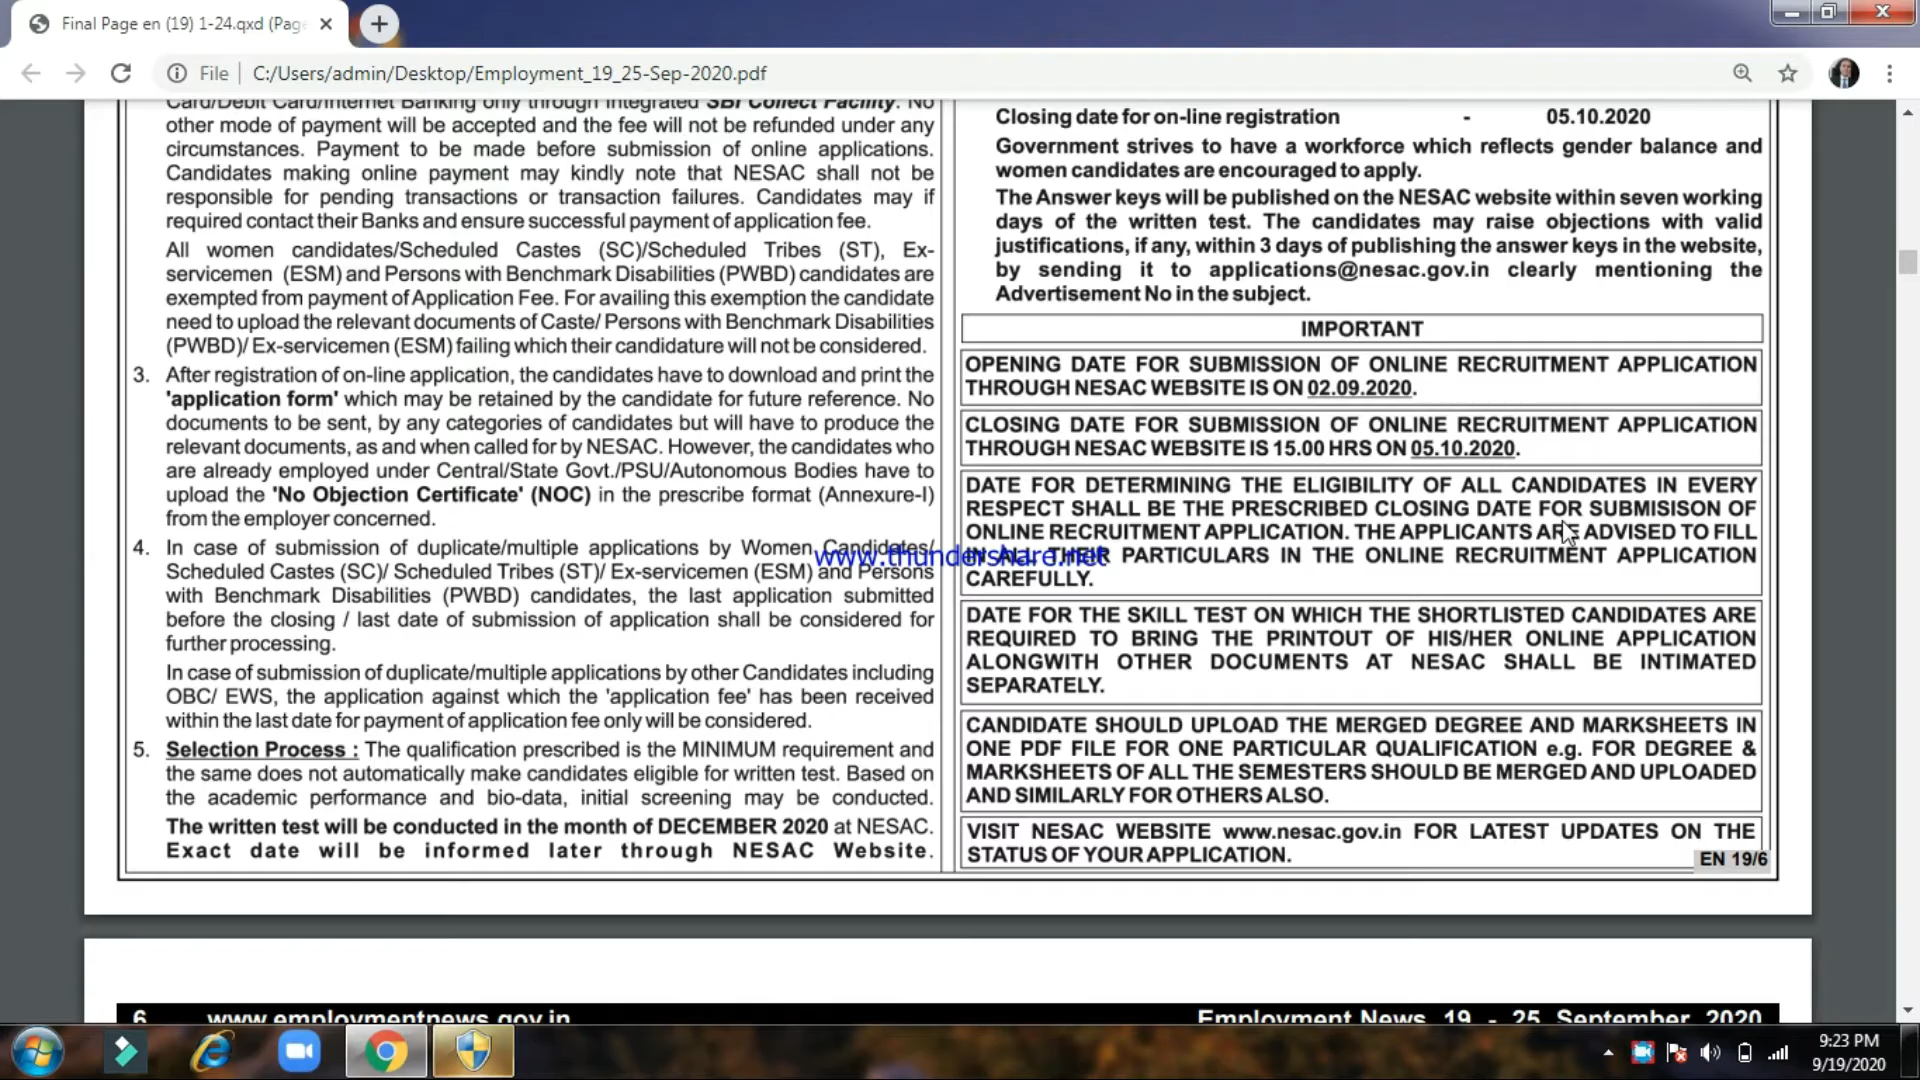 Final Page en (19) 1-24.qxd (Page
File
C:/Users/admin/Desktop/Employment_19_25-Sep-2020.pdf
Card/Debit Card/Internet Banking only through Integrated SBI Collect Facility. No
other mode of payment will be accepted and the fee will not be refunded under any
circumstances. Payment to be made before submission of online applications.
Candidates making online payment may kindly note that NESAC shall not be
responsible for pending transactions or transaction failures. Candidates may if
required contact their Banks and ensure successful payment of application fee.
All women candidates/Scheduled Castes (SC)/Scheduled Tribes (ST), Ex-
servicemen (ESM) and Persons with Benchmark Disabilities (PWBD) candidates are
exempted from payment of Application Fee. For availing this exemption the candidate
need to upload the relevant documents of Caste/ Persons with Benchmark Disabilities
(PWBD)/ Ex-servicemen (ESM) failing which their candidature will not be considered.
3. After registration of on-line application, the candidates have to download and print the
'application form' which may be retained by the candidate for future reference. No
documents to be sent, by any categories of candidates but will have to produce the
relevant documents, as and when called for by NESAC. However, the candidates who
are already employed under Central/State Govt./PSU/Autonomous Bodies have to
upload the 'No Objection Certificate' (NOC) in the prescribe format (Annexure-I)
from the employer concerned.
4. In case of submission of duplicate/multiple applications by Women Candidates/
Scheduled Castes (SC)/ Scheduled Tribes (ST)/ Ex-servicemen (ESM) and Persons
with Benchmark Disabilities (PWBD) candidates, the last application submitted
before the closing / last date of submission of application shall be considered for
further processing.
In case of submission of duplicate/multiple applications by other Candidates including
OBC/ EWS, the application against which the 'application fee' has been received
within the last date for payment of application fee only will be considered.
5. Selection Process : The qualification prescribed is the MINIMUM requirement and
the same does not automatically make candidates eligible for written test. Based on
the academic performance and bio-data, initial screening may be conducted.
The written test will be conducted in the month of DECEMBER 2020 at NESAC.
Exact date will be informed later through NESAC Website.
Closing date for on-line registration - 05.10.2020
Government strives to have a workforce which reflects gender balance and
women candidates are encouraged to apply.
The Answer keys will be published on the NESAC website within seven working
days of the written test. The candidates may raise objections with valid
justifications, if any, within 3 days of publishing the answer keys in the website,
by sending it to applications@nesac.gov.in clearly mentioning the
Advertisement No in the subject.
IMPORTANT
OPENING DATE FOR SUBMISSION OF ONLINE RECRUITMENT APPLICATION
THROUGH NESAC WEBSITE IS ON 02.09.2020.
CLOSING DATE FOR SUBMISSION OF ONLINE RECRUITMENT APPLICATION
THROUGH NESAC WEBSITE IS 15.00 HRS ON 05.10.2020.
DATE FOR DETERMINING THE ELIGIBILITY OF ALL CANDIDATES IN EVERY
RESPECT SHALL BE THE PRESCRIBED CLOSING DATE FOR SUBMISISON OF
ONLINE RECRUITMENT APPLICATION. THE APPLICANTS ARE ADVISED TO FILL
IN ALL THEIR PARTICULARS IN THE ONLINE RECRUITMENT APPLICATION
CAREFULLY.
DATE FOR THE SKILL TEST ON WHICH THE SHORTLISTED CANDIDATES ARE
REQUIRED TO BRING THE PRINTOUT OF HIS/HER ONLINE APPLICATION
ALONGWITH OTHER DOCUMENTS AT NESAC SHALL BE INTIMATED
SEPARATELY.
CANDIDATE SHOULD UPLOAD THE MERGED DEGREE AND MARKSHEETS IN
ONE PDF FILE FOR ONE PARTICULAR QUALIFICATION e.g. FOR DEGREE &
MARKSHEETS OF ALL THE SEMESTERS SHOULD BE MERGED AND UPLOADED
AND SIMILARLY FOR OTHERS ALSO.
VISIT NESAC WEBSITE www.nesac.gov.in FOR LATEST UPDATES ON THE
STATUS OF YOUR APPLICATION.
EN 19/6
www.thundershare.net
6 www.employmentnews.gov.in
Employment News 19 - 25 September 2020
9:23 PM
9/19/2020